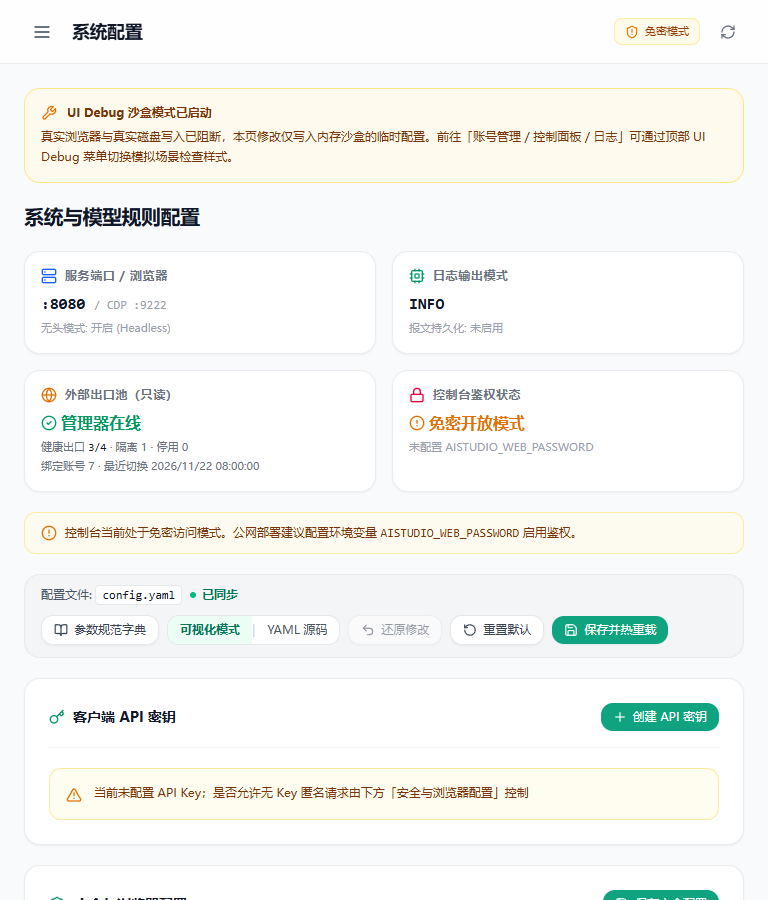 系统配置
免密模式
UI Debug 沙盒模式已启动
真实浏览器与真实磁盘写入已阻断，本页修改仅写入内存沙盒的临时配置。前往「账号管理 / 控制面板 / 日志」可通过顶部 UI
Debug 菜单切换模拟场景检查样式。
系统与模型规则配置
服务端口 / 浏览器
:8080 / CDP :9222
无头模式: 开启 (Headless)
日志输出模式
INFO
报文持久化: 未启用
外部出口池（只读）
管理器在线
健康出口 3/4 · 隔离 1 · 停用 0
绑定账号 7 · 最近切换 2026/11/22 08:00:00
控制台鉴权状态
免密开放模式
未配置 AISTUDIO_WEB_PASSWORD
控制台当前处于免密访问模式。公网部署建议配置环境变量 AISTUDIO_WEB_PASSWORD 启用鉴权。
配置文件: config.yaml 已同步
参数规范字典 可视化模式 YAML 源码 还原修改 重置默认 保存并热重载
客户端 API 密钥
创建 API 密钥
当前未配置 API Key；是否允许无 Key 匿名请求由下方「安全与浏览器配置」控制